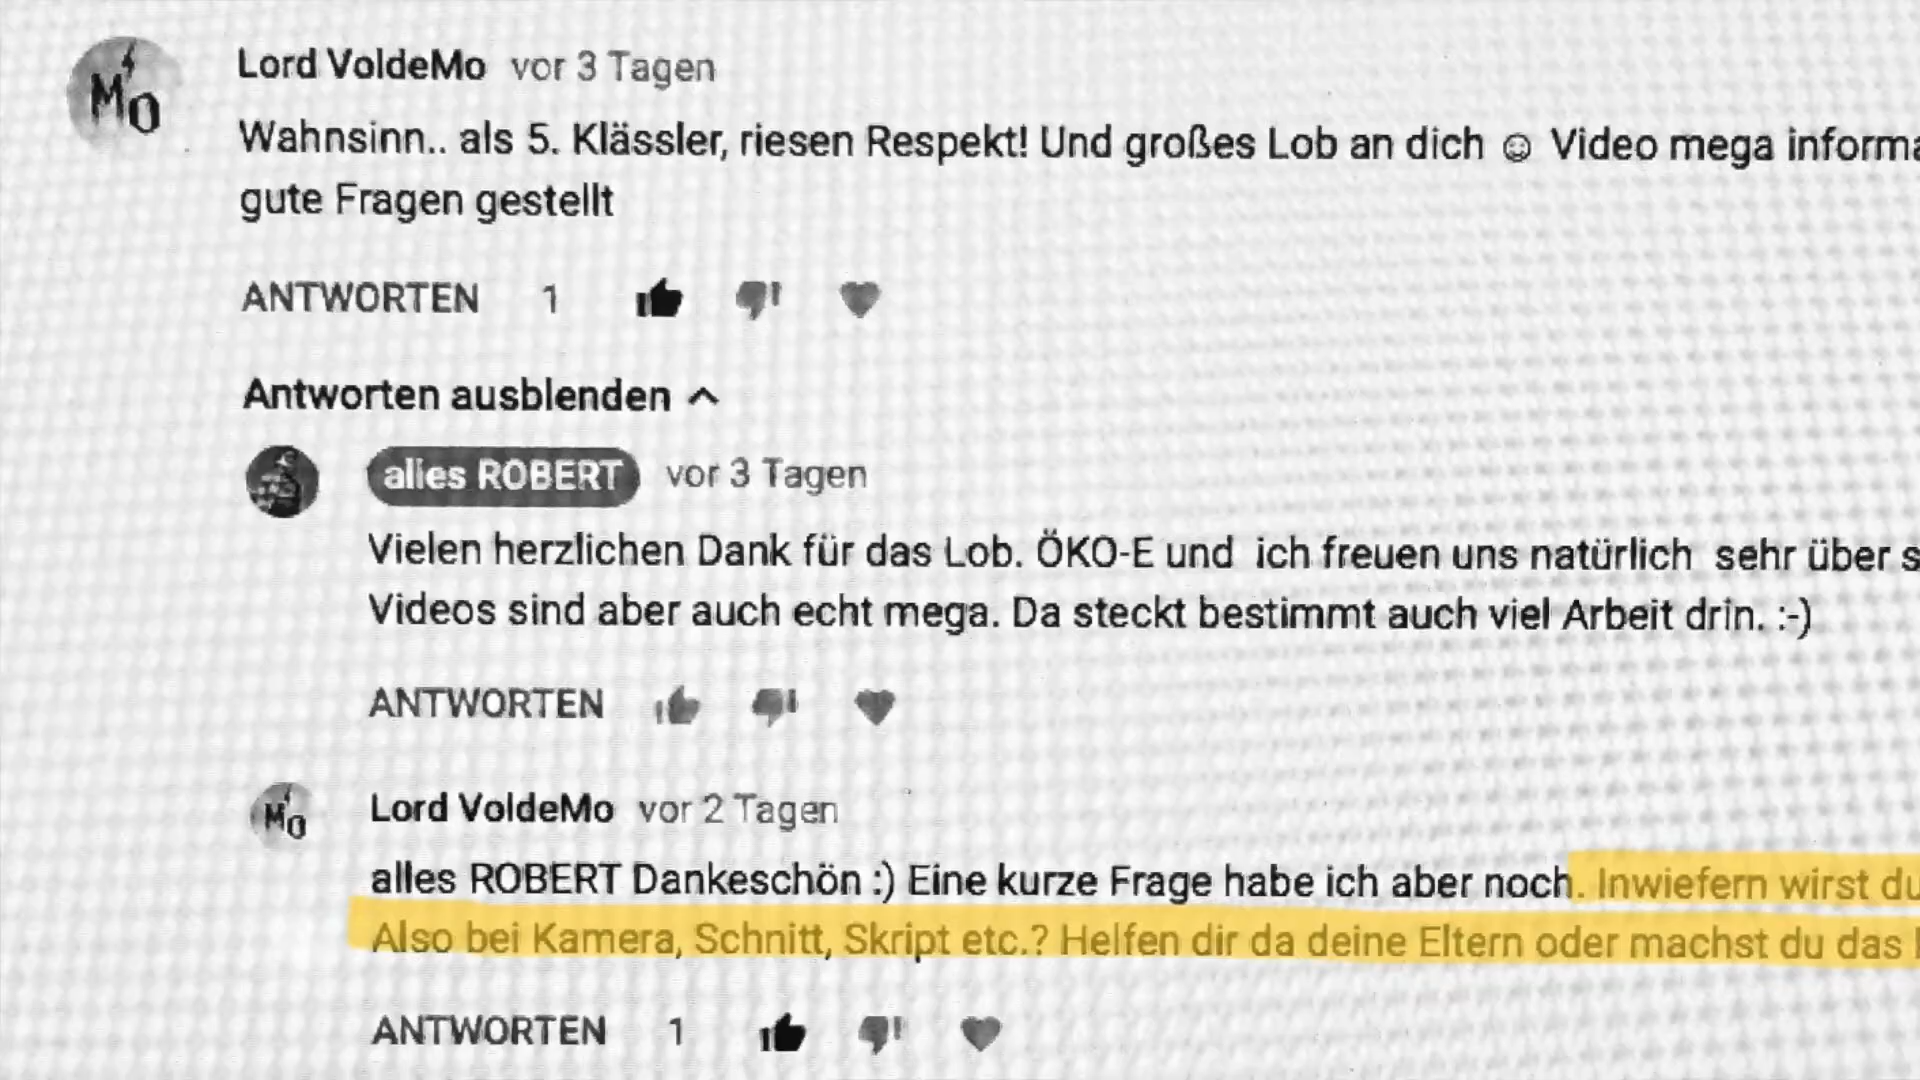 Lord VoldeMo vor 3 Tagen
Mo
Wahnsinn.. als 5. Klässler, riesen Respekt! Und großes Lob an dich ☺ Video mega informa
gute Fragen gestellt
ANTWORTEN 1
Antworten ausblenden
alles ROBERT vor 3 Tagen
Vielen herzlichen Dank für das Lob. ÖKO-E und ich freuen uns natürlich sehr über s
Videos sind aber auch echt mega. Da steckt bestimmt auch viel Arbeit drin. :-)
ANTWORTEN
Lord VoldeMo vor 2 Tagen
Mo
alles ROBERT Dankeschön :) Eine kurze Frage habe ich aber noch. Inwiefern wirst du
Also bei Kamera, Schnitt, Skript etc.? Helfen dir da deine Eltern oder machst du das
ANTWORTEN 1